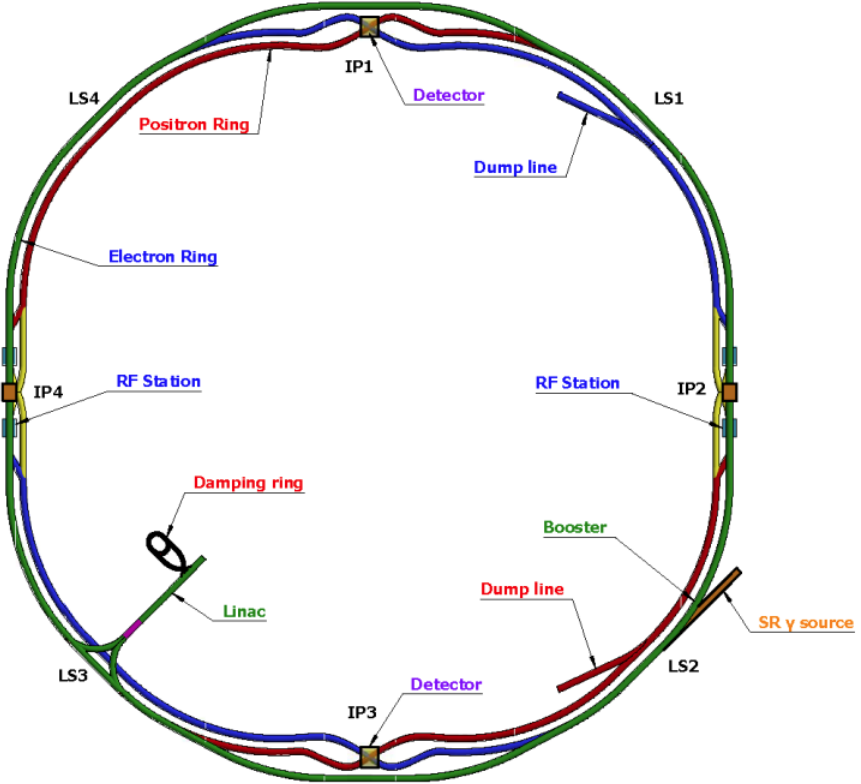 IP1
LS4
Detector
LS1
Positron Ring
Dump line
Electron Ring
RF Station
RF Station
IP4
IP2
Damping ring
Booster
Dump line
Linac
SR γ source
LS3
LS2
Detector
IP3